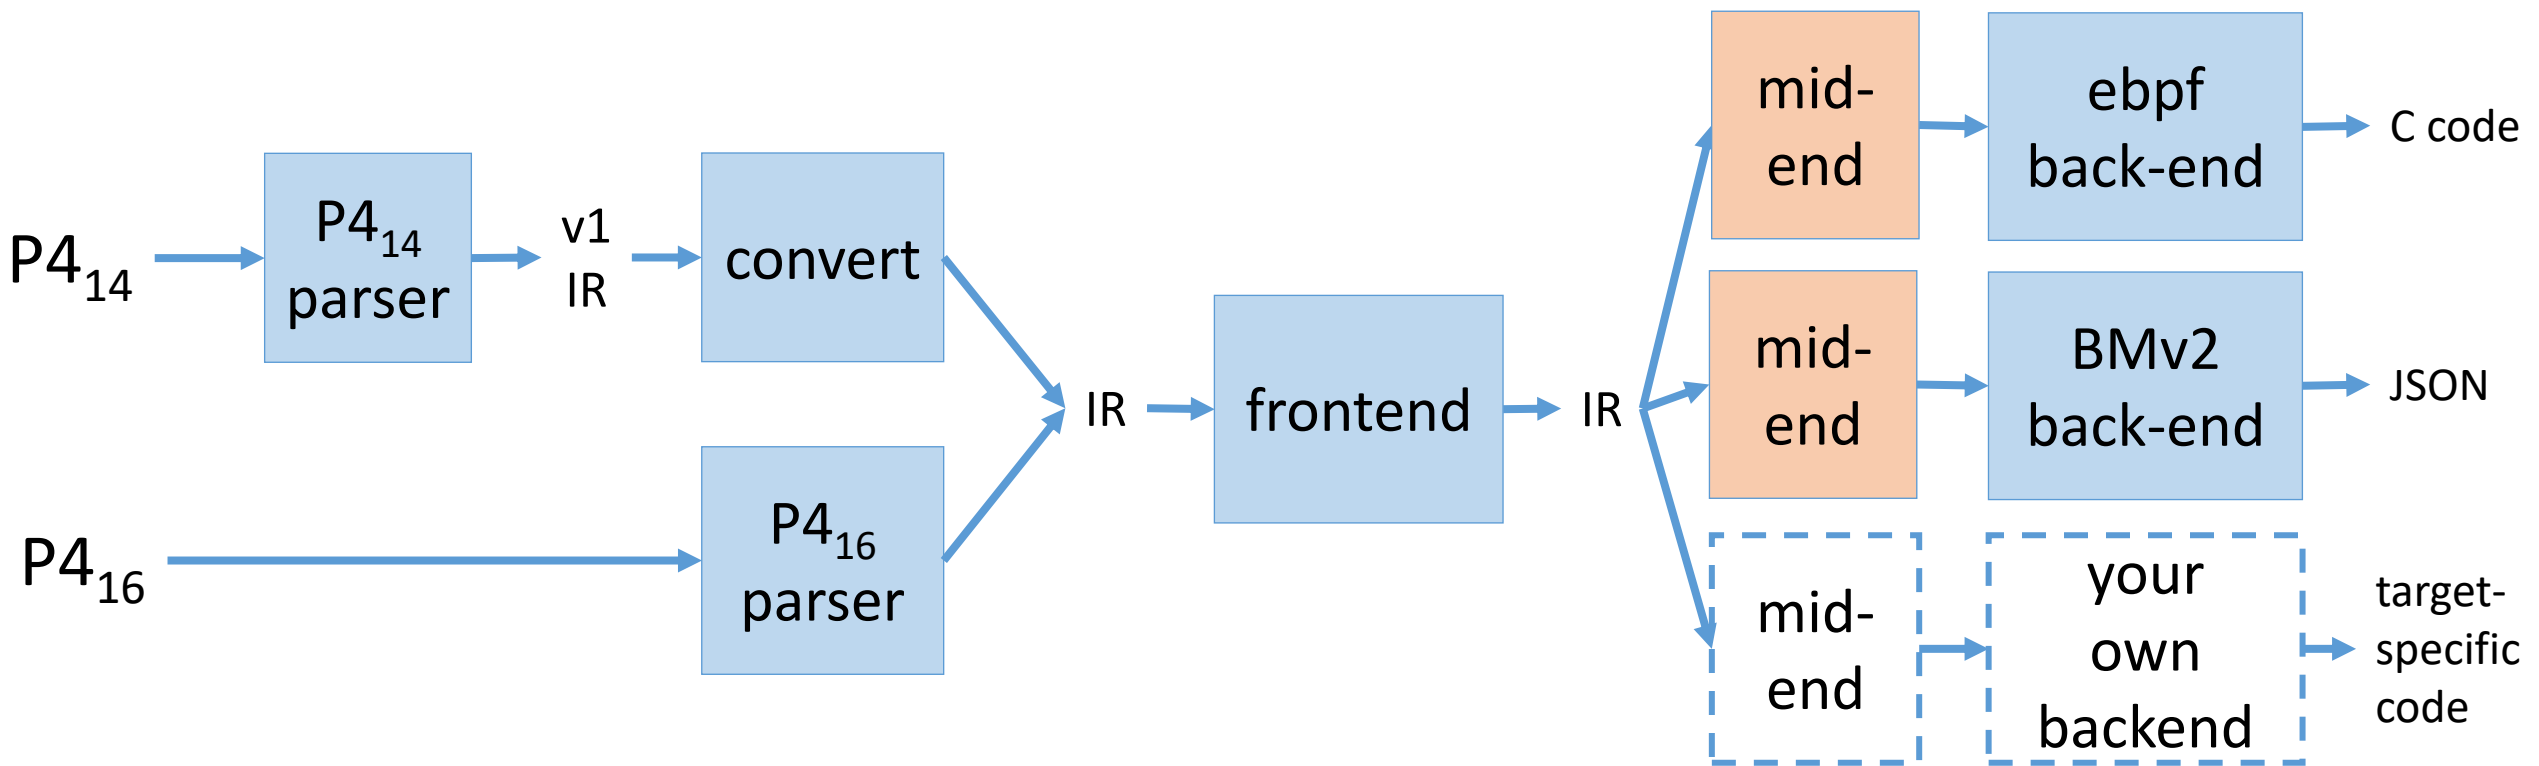 P4₁₄
P4₁₄
parser
v1
IR
convert
P4₁₆
P4₁₆
parser
IR
frontend
IR
mid-
end
ebpf
back-end
C code
mid-
end
BMv2
back-end
JSON
mid-
end
your
own
backend
target-
specific
code